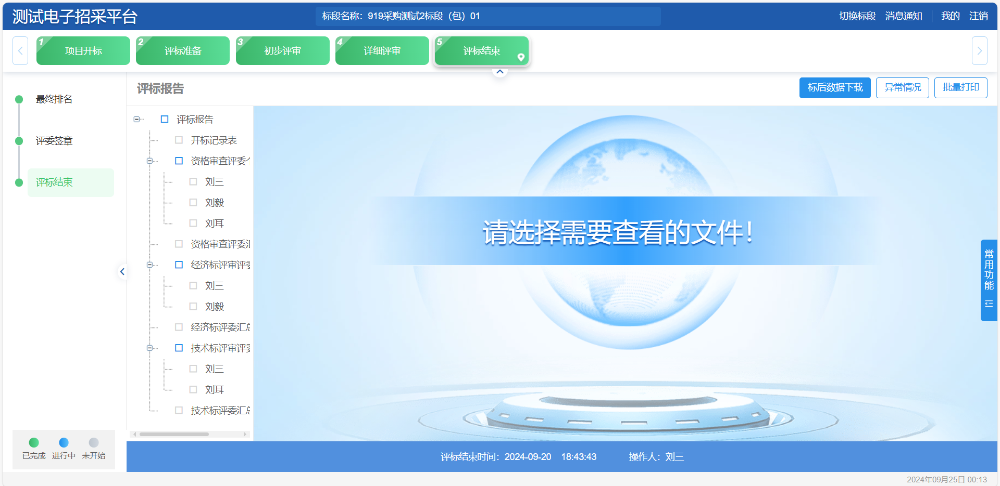 测试电子招采平台
标段名称：919采购测试2标段（包）01
切换标段 消息通知 我的 注销
1 项目开标
2 评标准备
3 初步评审
4 详细评审
5 评标结束
最终排名
评委签章
评标结束
评标报告
标后数据下载 异常情况 批量打印
评标报告
开标记录表
资格审查评委个
刘三
刘毅
刘耳
资格审查评委汇
经济标评审评委
刘三
刘毅
经济标评委汇总
技术标评审评委
刘三
刘耳
技术标评委汇总
请选择需要查看的文件！
常用功能
已完成 进行中 未开始
评标结束时间：2024-09-20 18:43:43 操作人：刘三
2024年09月25日 00:13